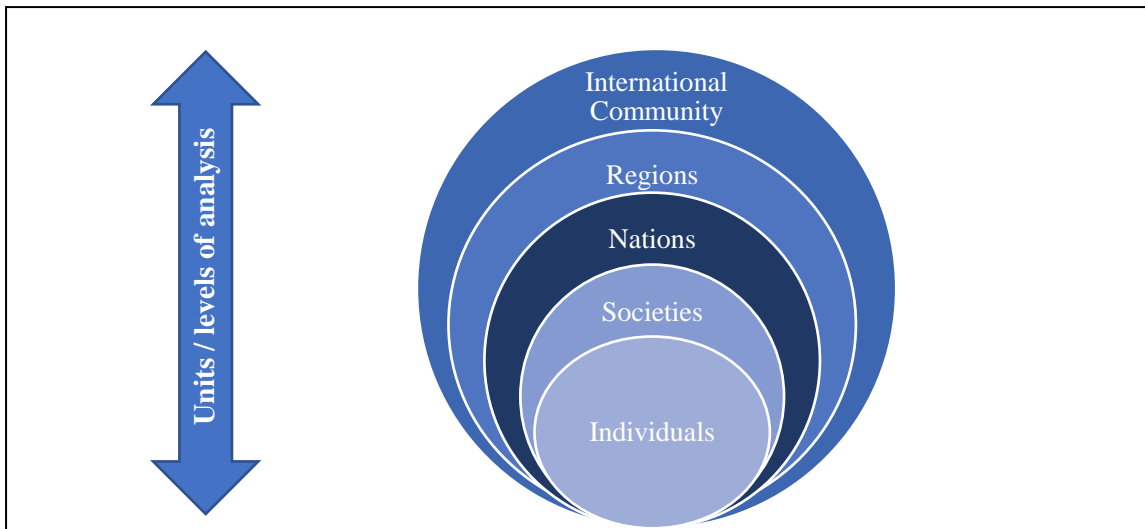 Units / levels of analysis
International
Community
Regions
Nations
Societies
Individuals